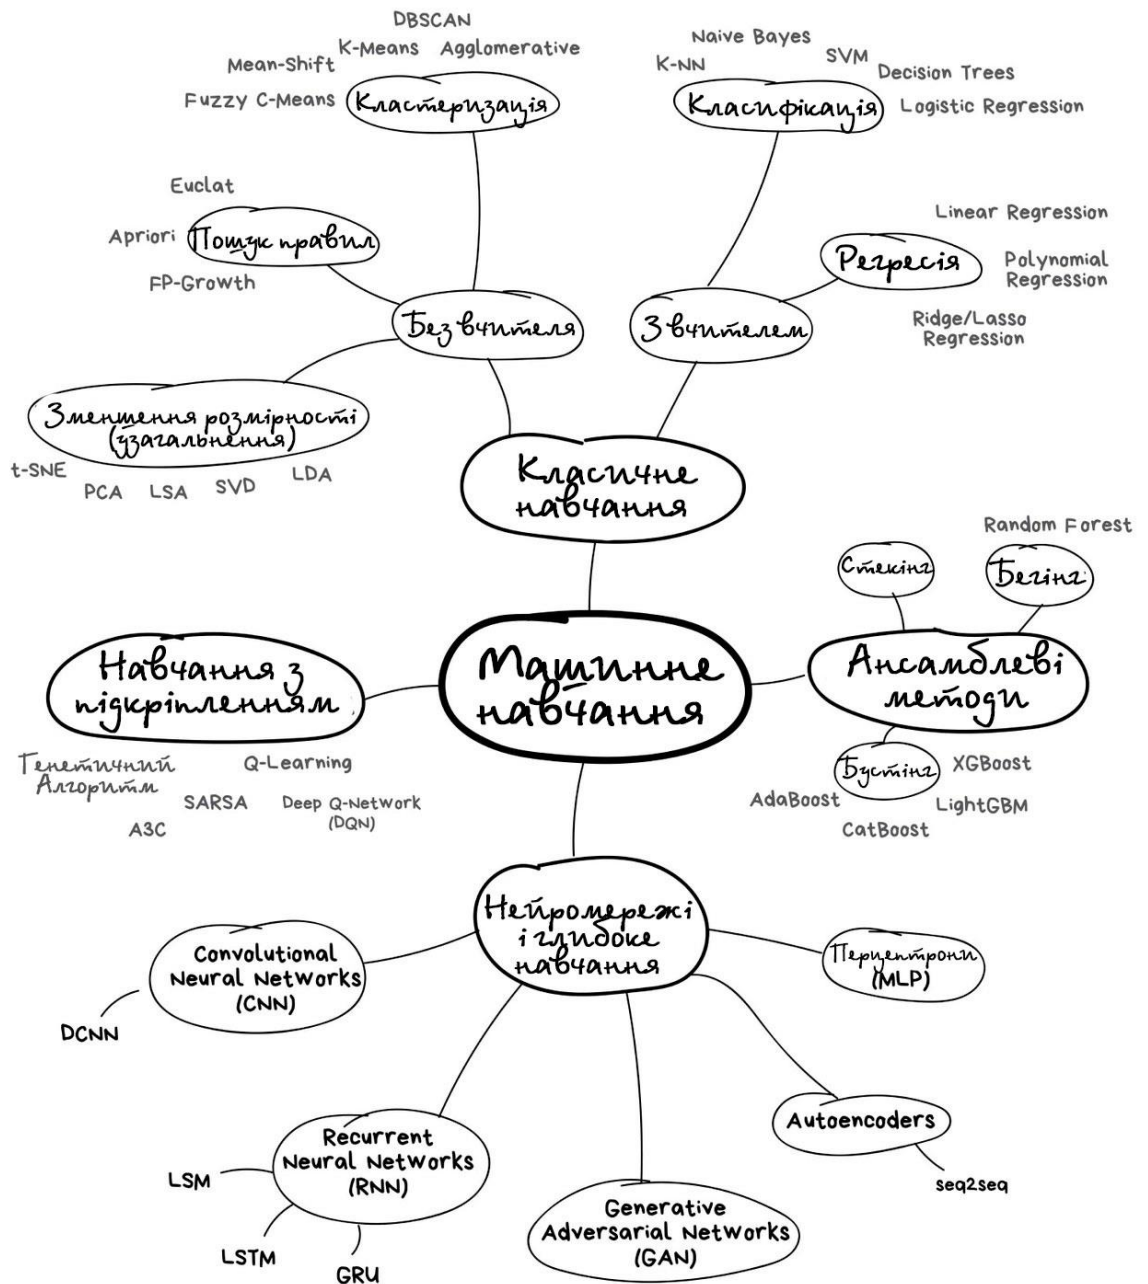 DBSCAN
K-Means
Agglomerative
Mean-Shift
Fuzzy C-Means
Кластеризація
Naive Bayes
K-NN
SVM
Decision Trees
Класифікація
Logistic Regression
Euclat
Apriori
Пошук правил
FP-Growth
Linear Regression
Регресія
Polynomial
Regression
Ridge/Lasso
Regression
Без вчителя
З вчителем
Зменшення розмірності
(узагальнення)
t-SNE
PCA
LSA
SVD
LDA
Класичне
навчання
Random Forest
Стекінг
Бегінг
Навчання з
підкріпленням
Машинне
навчання
Ансамблеві
методи
Генетичний
Алгоритм
Q-Learning
SARSA
Deep Q-Network
(DQN)
A3C
Бустінг
XGBoost
AdaBoost
LightGBM
CatBoost
Нейромережі
і глибоке
навчання
Convolutional
Neural Networks
(CNN)
DCNN
Перцептрони
(MLP)
Autoencoders
seq2seq
Recurrent
Neural Networks
(RNN)
LSM
LSTM
GRU
Generative
Adversarial Networks
(GAN)